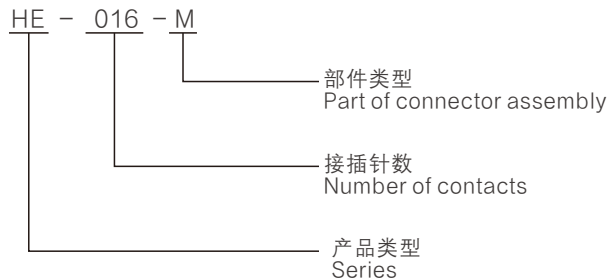 HE - 016 - M
部件类型
Part of connector assembly
接插针数
Number of contacts
产品类型
Series